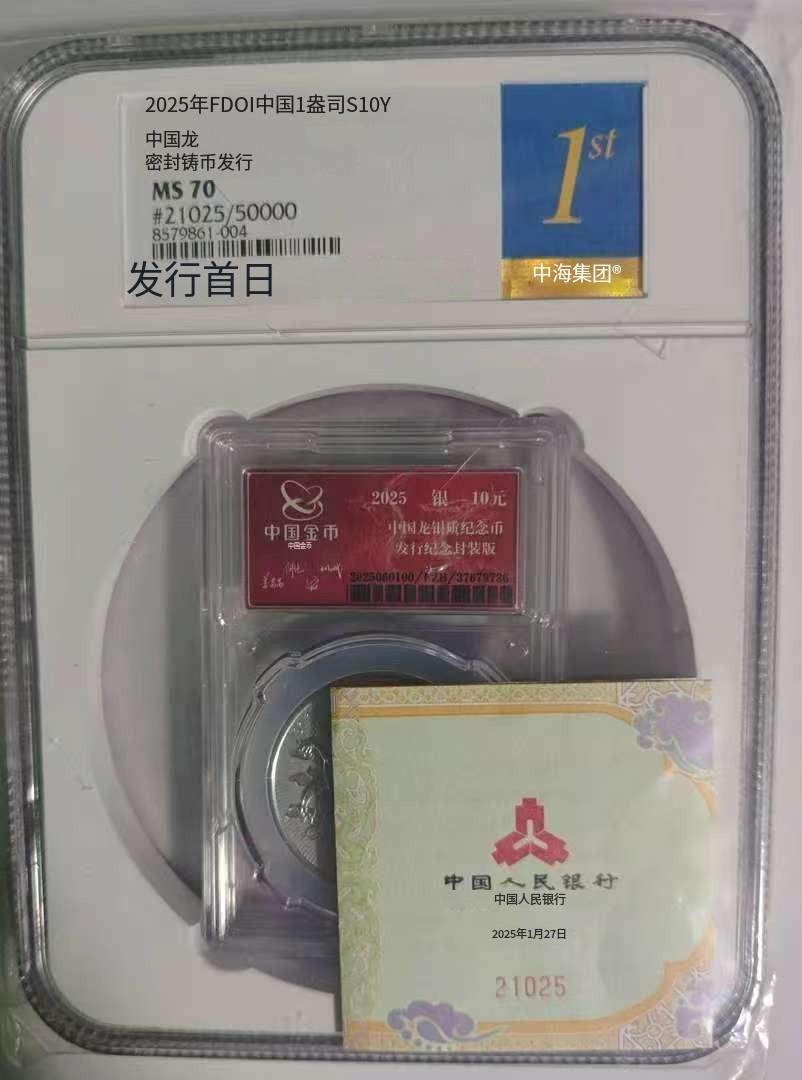 2025年FDOI中国1盎司S10Y
中国龙
密封铸币发行
MS 70
#21025/50000
8579861-004
发行首日
1st
中海集团®
2025 银 10元
中国金币
中国金币
中国龙银质纪念币
发行纪念封装版
中国人民银行
中国人民银行
2025年1月27日
21025